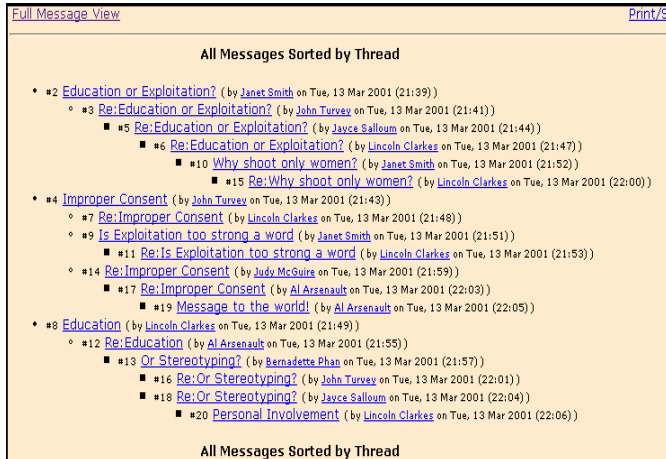 Full Message View
Print/S
All Messages Sorted by Thread
#2 Education or Exploitation? ( by Janet Smith on Tue, 13 Mar 2001 (21:39) )
#3 Re:Education or Exploitation? ( by John Turvey on Tue, 13 Mar 2001 (21:41) )
#5 Re:Education or Exploitation? ( by Jayce Salloum on Tue, 13 Mar 2001 (21:44) )
#6 Re:Education or Exploitation? ( by Lincoln Clarkes on Tue, 13 Mar 2001 (21:47) )
#10 Why shoot only women? ( by Janet Smith on Tue, 13 Mar 2001 (21:52) )
#15 Re:Why shoot only women? ( by Lincoln Clarkes on Tue, 13 Mar 2001 (22:00) )
#4 Improper Consent ( by John Turvey on Tue, 13 Mar 2001 (21:43) )
#7 Re:Improper Consent ( by Lincoln Clarkes on Tue, 13 Mar 2001 (21:48) )
#9 Is Exploitation too strong a word ( by Janet Smith on Tue, 13 Mar 2001 (21:51) )
#11 Re:Is Exploitation too strong a word ( by Lincoln Clarkes on Tue, 13 Mar 2001 (21:53) )
#14 Re:Improper Consent ( by Judy McGuire on Tue, 13 Mar 2001 (21:59) )
#17 Re:Improper Consent ( by Al Arsenault on Tue, 13 Mar 2001 (22:03) )
#19 Message to the world! ( by Al Arsenault on Tue, 13 Mar 2001 (22:05) )
#8 Education ( by Lincoln Clarkes on Tue, 13 Mar 2001 (21:49) )
#12 Re:Education ( by Al Arsenault on Tue, 13 Mar 2001 (21:55) )
#13 Or Stereotyping? ( by Bernadette Phan on Tue, 13 Mar 2001 (21:57) )
#16 Re:Or Stereotyping? ( by John Turvey on Tue, 13 Mar 2001 (22:01) )
#18 Re:Or Stereotyping? ( by Jayce Salloum on Tue, 13 Mar 2001 (22:04) )
#20 Personal Involvement ( by Lincoln Clarkes on Tue, 13 Mar 2001 (22:06) )
All Messages Sorted by Thread